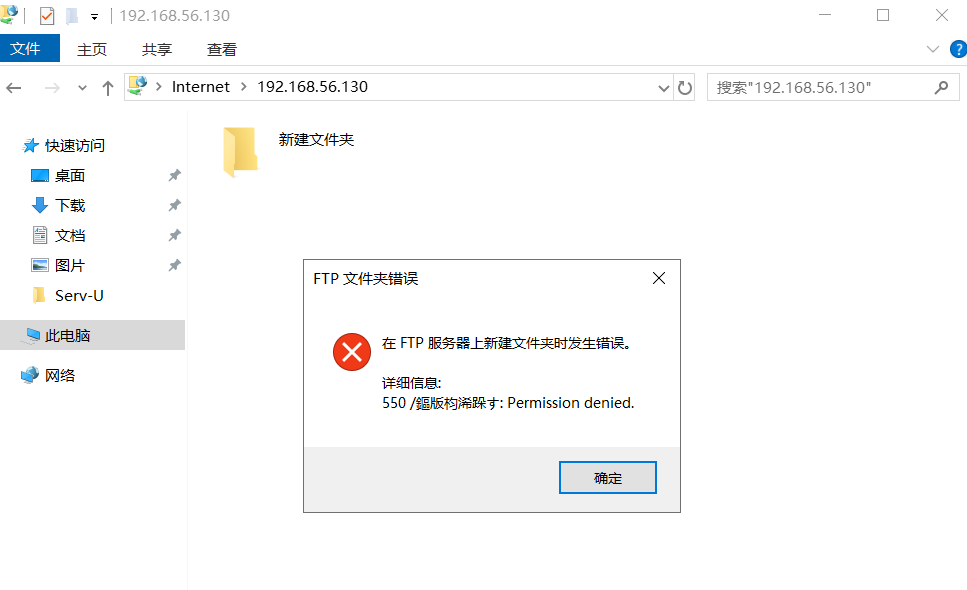 192.168.56.130
文件 主页 共享 查看
Internet 192.168.56.130 搜索"192.168.56.130"
快速访问
桌面
下载
文档
图片
Serv-U
此电脑
网络
新建文件夹
FTP 文件夹错误
在 FTP 服务器上新建文件夹时发生错误。
详细信息:
550 /鏂版枃浠跺す: Permission denied.
确定